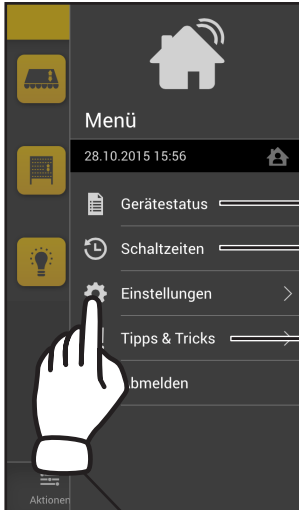 Menü
28.10.2015 15:56
Gerätestatus
Schaltzeiten
Einstellungen
Tipps & Tricks
bmelden
Aktionen